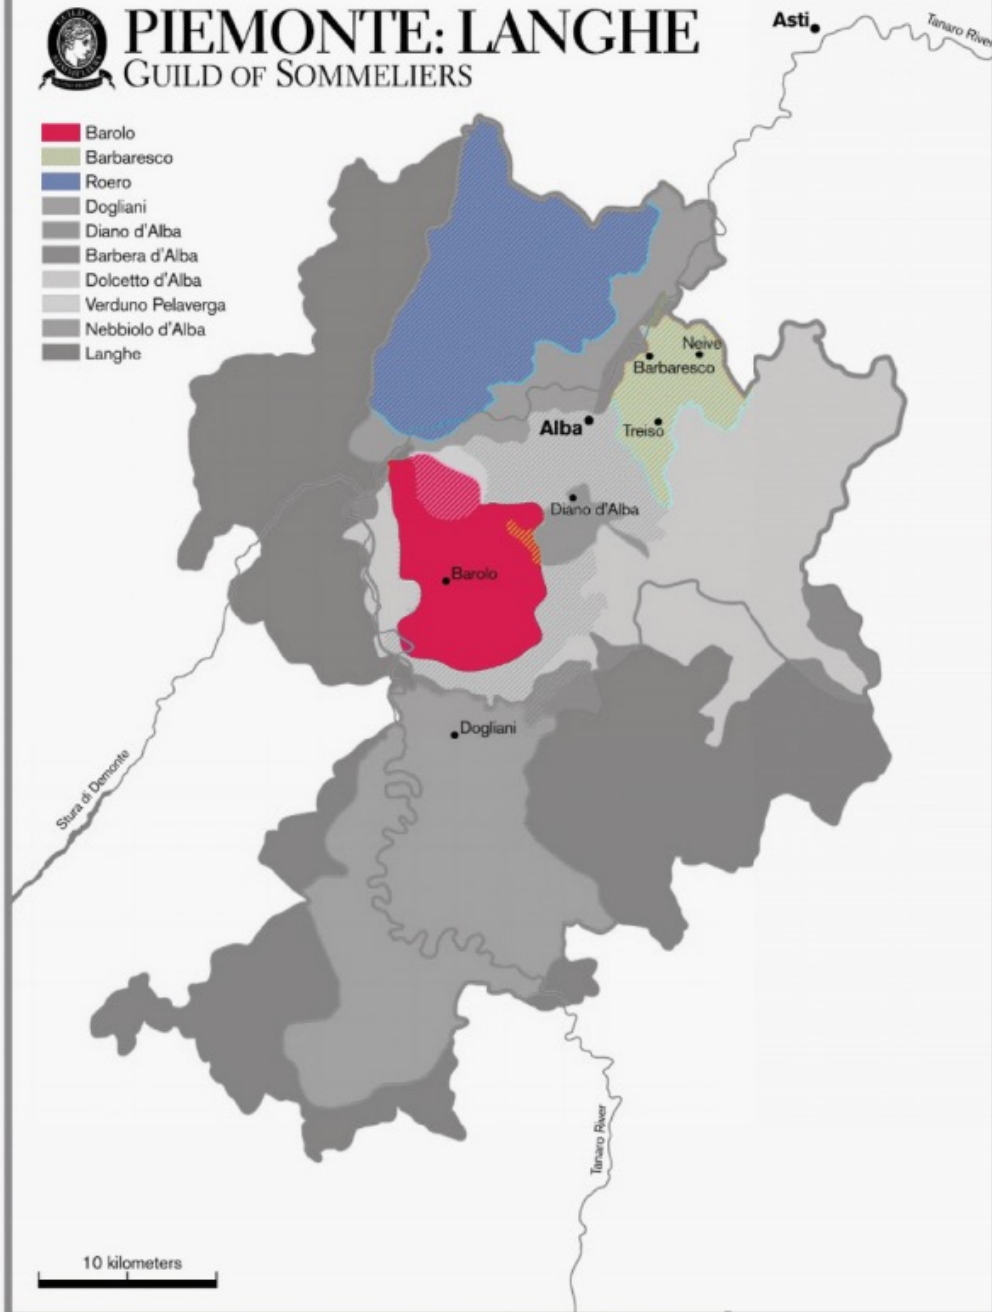 PIEMONTE: LANGHE
GUILD OF SOMMELIERS
Asti
Tanaro River
Barolo
Barbaresco
Roero
Dogliani
Diano d'Alba
Barbera d'Alba
Dolcetto d'Alba
Verduno Pelaverga
Nebbiolo d'Alba
Langhe
Neive
Barbaresco
Alba
Treiso
Diano d'Alba
Barolo
Dogliani
Stura di Demonte
Tanaro River
10 kilometers